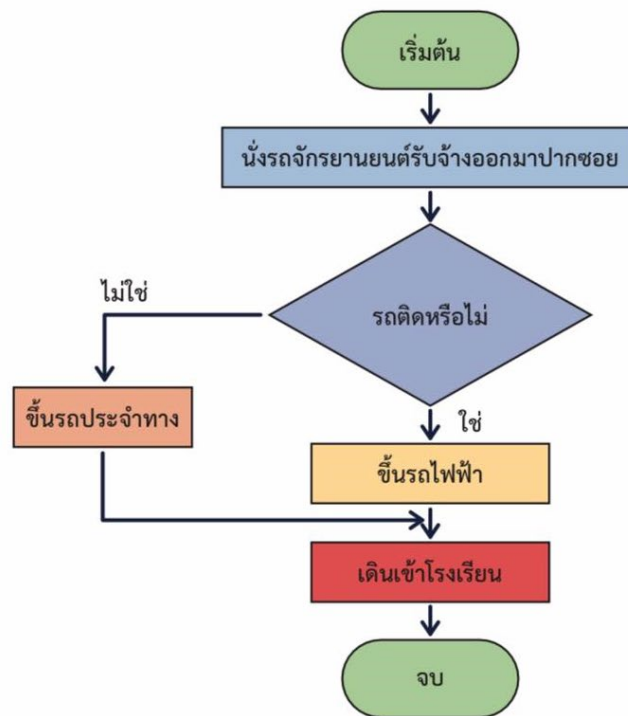 เริ่มต้น
นั่งรถจักรยานยนต์รับจ้างออกมาปากซอย
รถติดหรือไม่
ไม่ใช่
ขึ้นรถประจำทาง
ใช่
ขึ้นรถไฟฟ้า
เดินเข้าโรงเรียน
จบ